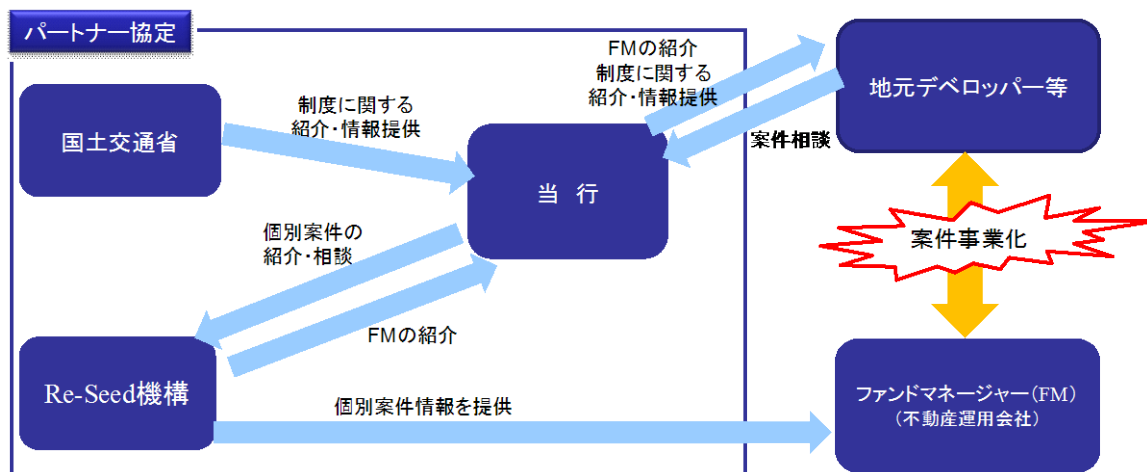 パートナー協定
国土交通省
制度に関する
紹介・情報提供
FMの紹介
制度に関する
紹介・情報提供
案件相談
地元デベロッパー等
当 行
個別案件の
紹介・相談
FMの紹介
案件事業化
Re-Seed機構
個別案件情報を提供
ファンドマネージャー(FM)
(不動産運用会社)